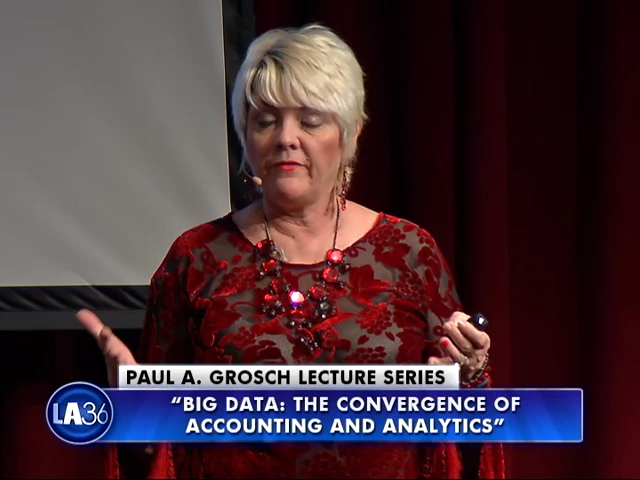 PAUL A. GROSCH LECTURE SERIES
LA36
“BIG DATA: THE CONVERGENCE OF
ACCOUNTING AND ANALYTICS”